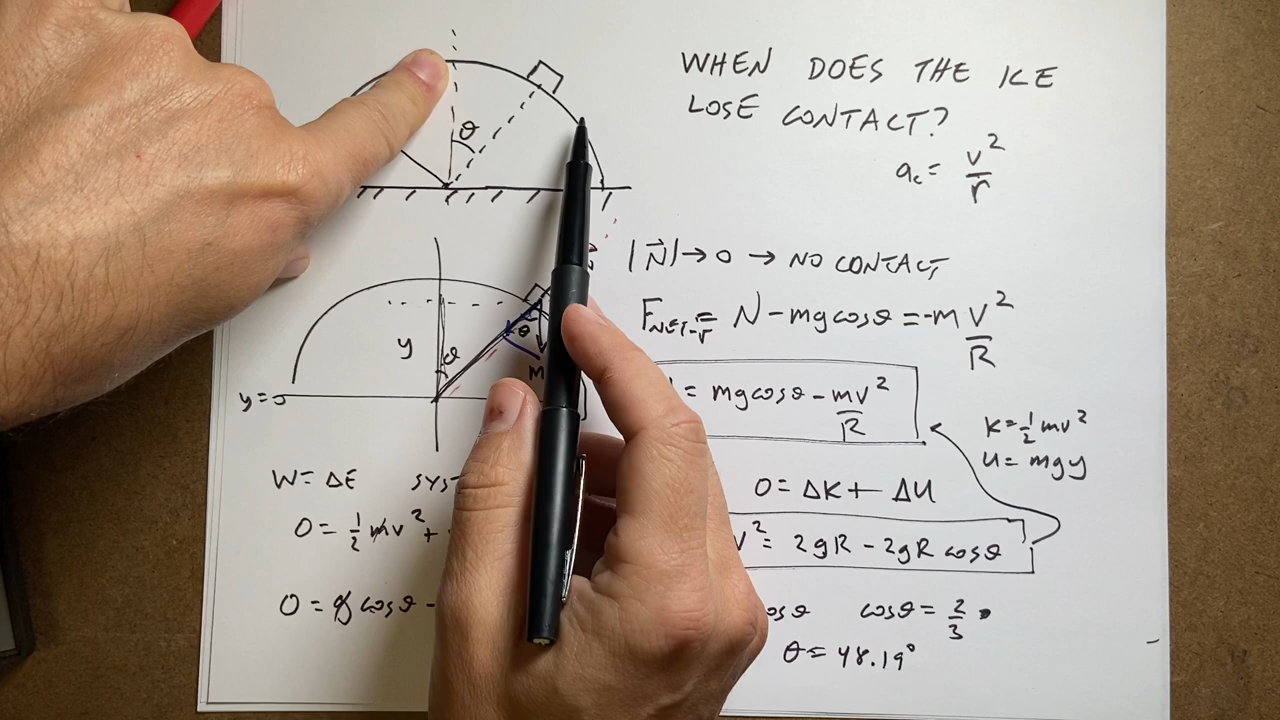 WHEN DOES THE ICE
LOSE CONTACT?
a_c = v²/r
θ
|N⃗| → 0 → NO CONTACT
F_NET-r = N - mg cos θ = -m v²/R
y
θ
θ
M
y=0
= mg cos θ - mv²/R
K = ½ mv²
U = mgy
W = ΔE
0 = ΔK + ΔU
0 = ½ mv² +
v² = 2gR - 2gR cos θ
0 = g cos θ -
cos θ = 2/3
θ = 48.19°